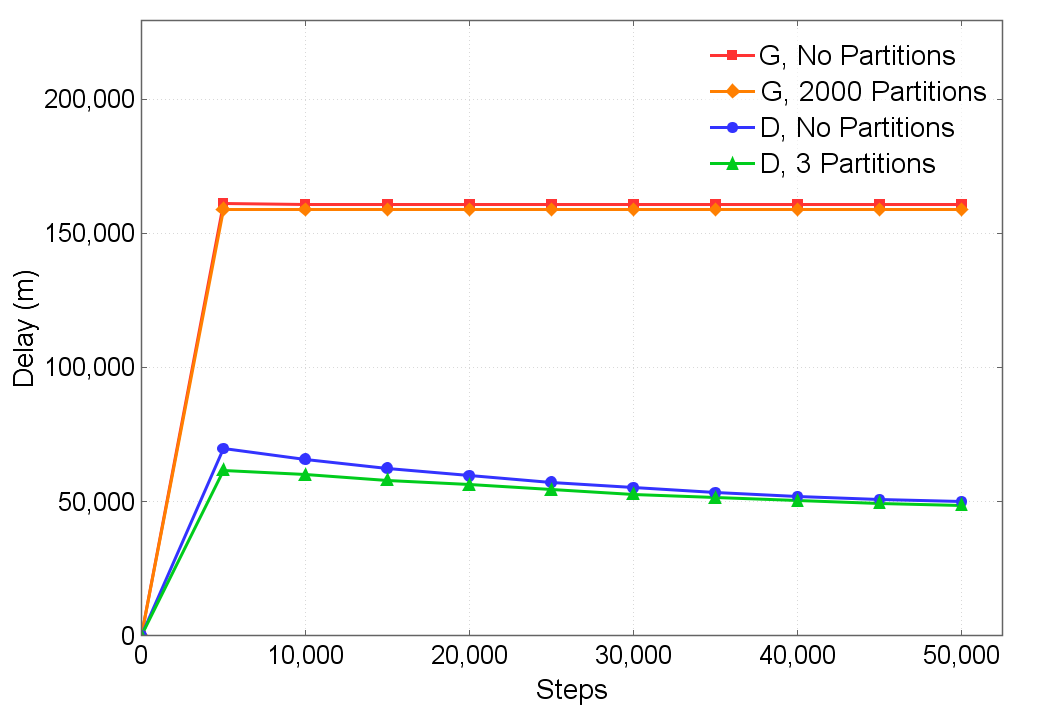 G, No Partitions
G, 2000 Partitions
D, No Partitions
D, 3 Partitions
200,000
150,000
100,000
50,000
0
Delay (m)
0
10,000
20,000
30,000
40,000
50,000
Steps